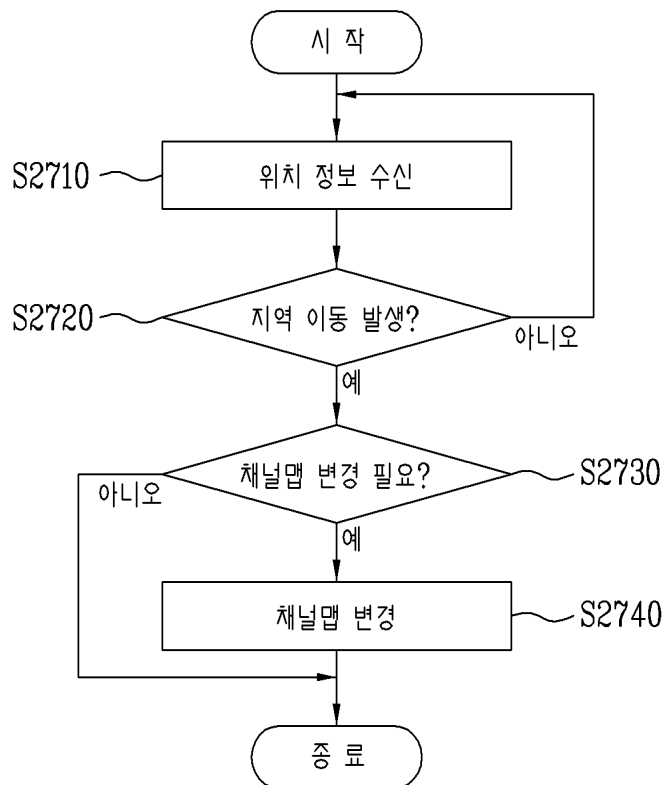 시 작
S2710
위치 정보 수신
S2720
지역 이동 발생?
아니오
예
채널맵 변경 필요?
S2730
아니오
예
채널맵 변경
S2740
종 료